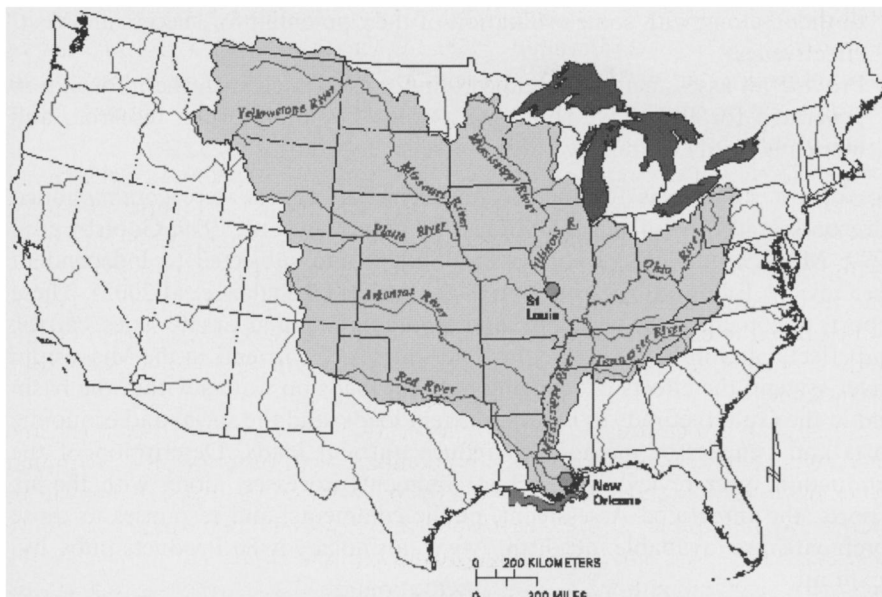 Yellowstone River
Missouri River
Mississippi River
Platte River
Illinois R
Ohio River
St
Louis
Arkansas River
Tennessee River
Red River
Mississippi River
New
Orleans
N
0 200 KILOMETERS
0 300 MILES